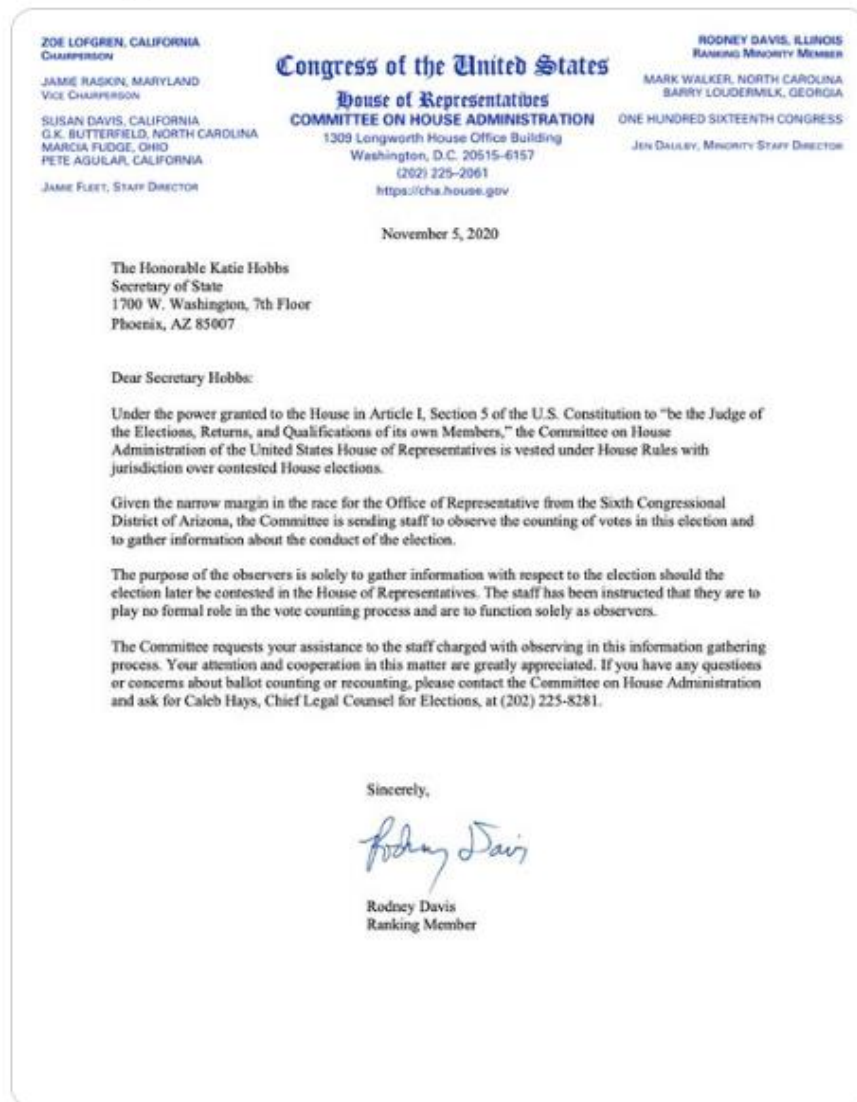 ZOE LOFGREN, CALIFORNIA
CHAIRPERSON
JAMIE RASKIN, MARYLAND
VICE CHAIRPERSON
SUSAN DAVIS, CALIFORNIA
G.K. BUTTERFIELD, NORTH CAROLINA
MARCIA FUDGE, OHIO
PETE AGUILAR, CALIFORNIA
JAMIE FLEET, STAFF DIRECTOR
Congress of the United States
House of Representatives
COMMITTEE ON HOUSE ADMINISTRATION
1309 Longworth House Office Building
Washington, D.C. 20515–6157
(202) 225–2061
https://cha.house.gov
RODNEY DAVIS, ILLINOIS
RANKING MINORITY MEMBER
MARK WALKER, NORTH CAROLINA
BARRY LOUDERMILK, GEORGIA
ONE HUNDRED SIXTEENTH CONGRESS
JEN DAULBY, MINORITY STAFF DIRECTOR
November 5, 2020
The Honorable Katie Hobbs
Secretary of State
1700 W. Washington, 7th Floor
Phoenix, AZ 85007
Dear Secretary Hobbs:
Under the power granted to the House in Article I, Section 5 of the U.S. Constitution to “be the Judge of
the Elections, Returns, and Qualifications of its own Members,” the Committee on House
Administration of the United States House of Representatives is vested under House Rules with
jurisdiction over contested House elections.
Given the narrow margin in the race for the Office of Representative from the Sixth Congressional
District of Arizona, the Committee is sending staff to observe the counting of votes in this election and
to gather information about the conduct of the election.
The purpose of the observers is solely to gather information with respect to the election should the
election later be contested in the House of Representatives. The staff has been instructed that they are to
play no formal role in the vote counting process and are to function solely as observers.
The Committee requests your assistance to the staff charged with observing in this information gathering
process. Your attention and cooperation in this matter are greatly appreciated. If you have any questions
or concerns about ballot counting or recounting, please contact the Committee on House Administration
and ask for Caleb Hays, Chief Legal Counsel for Elections, at (202) 225-8281.
Sincerely,
Rodney Davis
Rodney Davis
Ranking Member